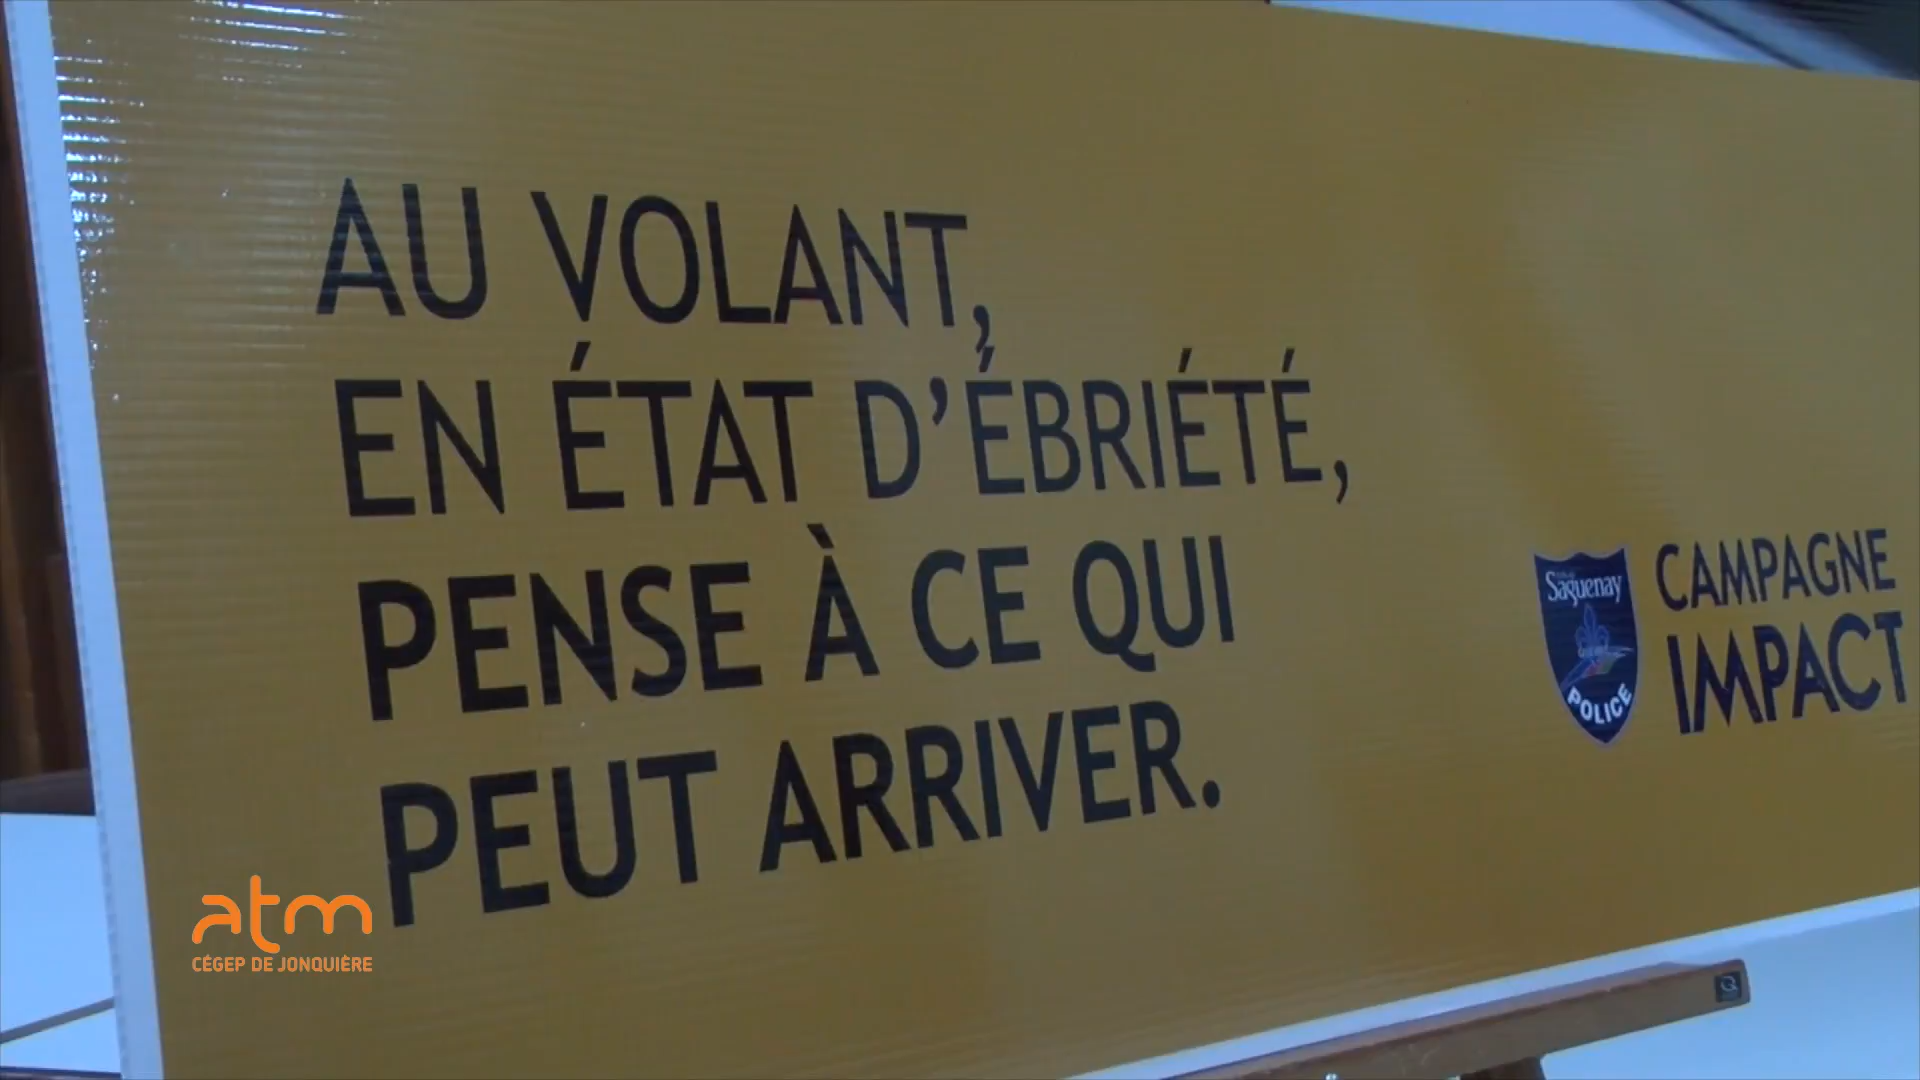 AU VOLANT,
EN ÉTAT D'ÉBRIÉTÉ,
PENSE À CE QUI
PEUT ARRIVER.
Saguenay
POLICE
CAMPAGNE
IMPACT
atm
CÉGEP DE JONQUIÈRE